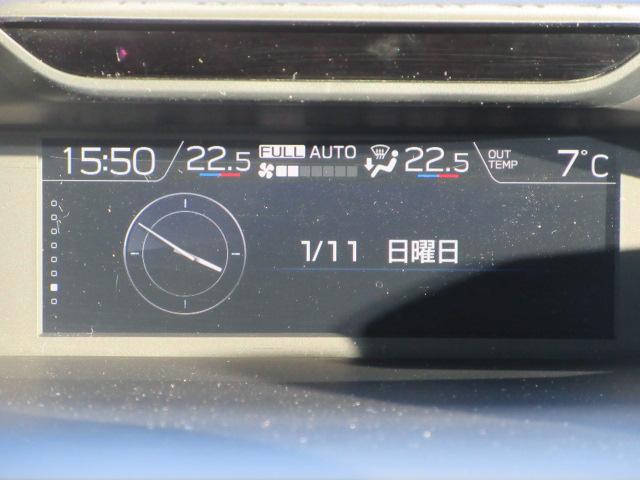 15:50 22.5 FULL AUTO 22.5 OUT TEMP 7°C
1/11 日曜日